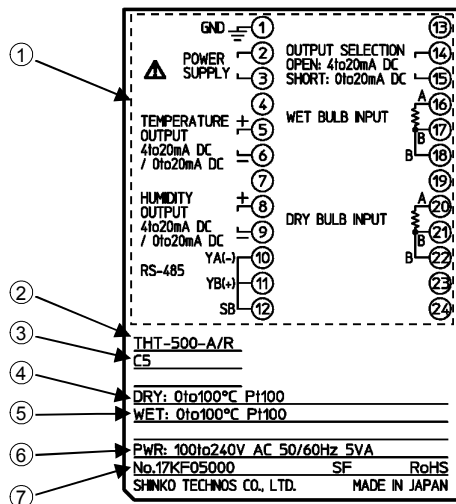 GND 1 13
POWER SUPPLY 2 3
OUTPUT SELECTION 14
OPEN: 4to20mA DC
SHORT: 0to20mA DC 15
4
TEMPERATURE OUTPUT
4to20mA DC
/ 0to20mA DC
+ 5
− 6
WET BULB INPUT
A 16
B 17
B 18
7 19
HUMIDITY OUTPUT
4to20mA DC
/ 0to20mA DC
+ 8
− 9
DRY BULB INPUT
A 20
B 21
B 22
RS-485
YA(-) 10
YB(+) 11
SB 12
23
24
1
2
THT-500-A/R
3
C5
4
DRY: 0to100°C Pt100
5
WET: 0to100°C Pt100
6
PWR: 100to240V AC 50/60Hz 5VA
7
No.17KF05000 SF RoHS
SHINKO TECHNOS CO., LTD. MADE IN JAPAN